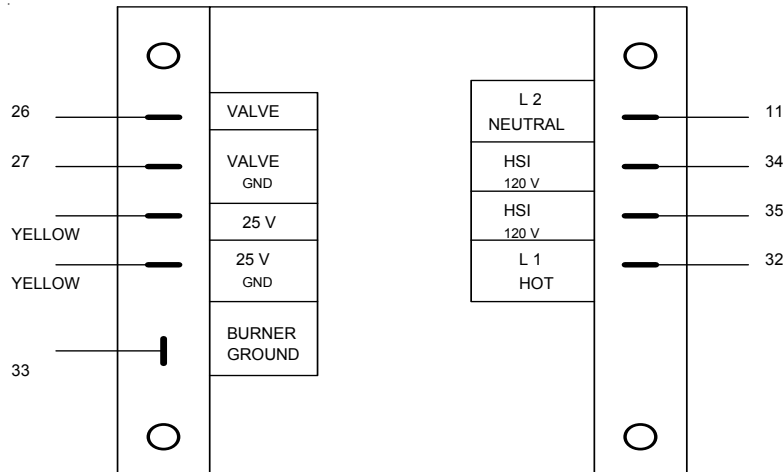 26
VALVE
27
VALVE
GND
YELLOW
25 V
YELLOW
25 V
GND
33
BURNER
GROUND
L 2
NEUTRAL
11
HSI
120 V
34
HSI
120 V
35
L 1
HOT
32